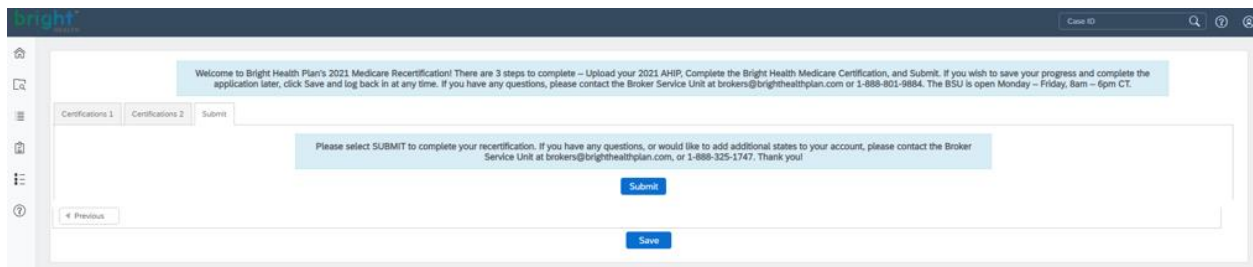 bright
HEALTH
Case ID
Welcome to Bright Health Plan's 2021 Medicare Recertification! There are 3 steps to complete – Upload your 2021 AHIP, Complete the Bright Health Medicare Certification, and Submit. If you wish to save your progress and complete the
application later, click Save and log back in at any time. If you have any questions, please contact the Broker Service Unit at brokers@brighthealthplan.com or 1-888-801-9884. The BSU is open Monday – Friday, 8am – 6pm CT.
Certifications 1 Certifications 2 Submit
Please select SUBMIT to complete your recertification. If you have any questions, or would like to add additional states to your account, please contact the Broker
Service Unit at brokers@brighthealthplan.com, or 1-888-325-1747. Thank you!
Submit
Previous
Save